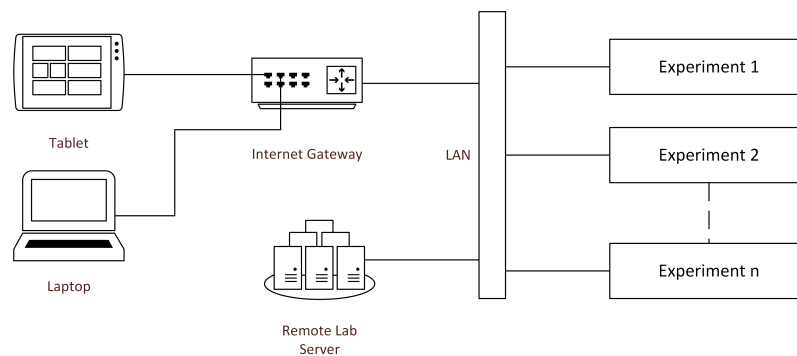 Tablet
Internet Gateway
LAN
Experiment 1
Experiment 2
Experiment n
Laptop
Remote Lab
Server